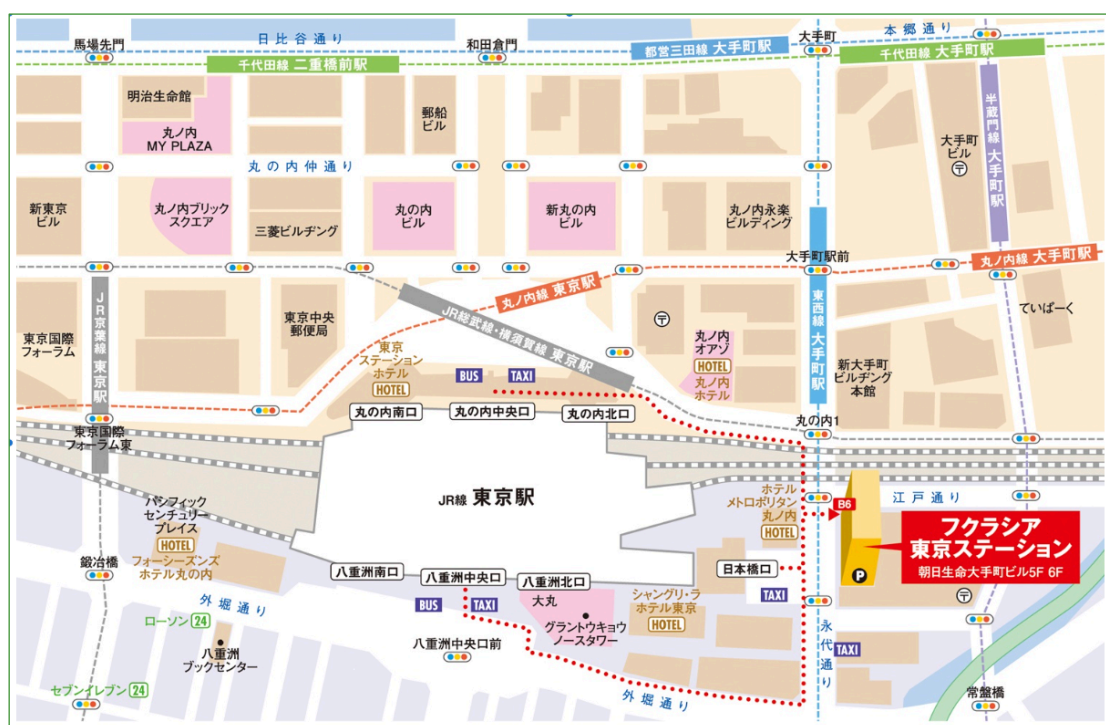 馬場先門
日比谷通り
和田倉門
大手町
本郷通り
都営三田線 大手町駅
千代田線 大手町駅
千代田線 二重橋前駅
明治生命館
丸ノ内
MY PLAZA
郵船
ビル
大手町
ビル
半蔵門線 大手町駅
丸の内仲通り
新東京
ビル
丸ノ内ブリック
スクエア
三菱ビルヂング
丸の内
ビル
新丸の内
ビル
丸ノ内永楽
ビルディング
大手町駅前
丸ノ内線 大手町駅
JR京葉線 東京駅
東京国際
フォーラム
東京中央
郵便局
丸ノ内線 東京駅
JR総武線・横須賀線 東京駅
東西線 大手町駅
ていぱーく
丸ノ内
オアゾ
HOTEL
丸ノ内
ホテル
新大手町
ビルヂング
本館
東京
ステーション
ホテル
HOTEL
BUS
TAXI
丸の内南口
丸の内中央口
丸の内北口
丸の内1
東京国際
フォーラム東
JR線 東京駅
パシフィック
センチュリー
プレイス
HOTEL
フォーシーズンズ
ホテル丸の内
ホテル
メトロポリタン
丸ノ内
HOTEL
B6
江戸通り
フクラシア
東京ステーション
朝日生命大手町ビル5F 6F
P
鍛冶橋
八重洲南口
八重洲中央口
八重洲北口
日本橋口
BUS
TAXI
大丸
グラントウキョウ
ノースタワー
シャングリ・ラ
ホテル東京
HOTEL
TAXI
外堀通り
ローソン 24
八重洲
ブックセンター
八重洲中央口前
永代通り
TAXI
セブンイレブン 24
外堀通り
常盤橋